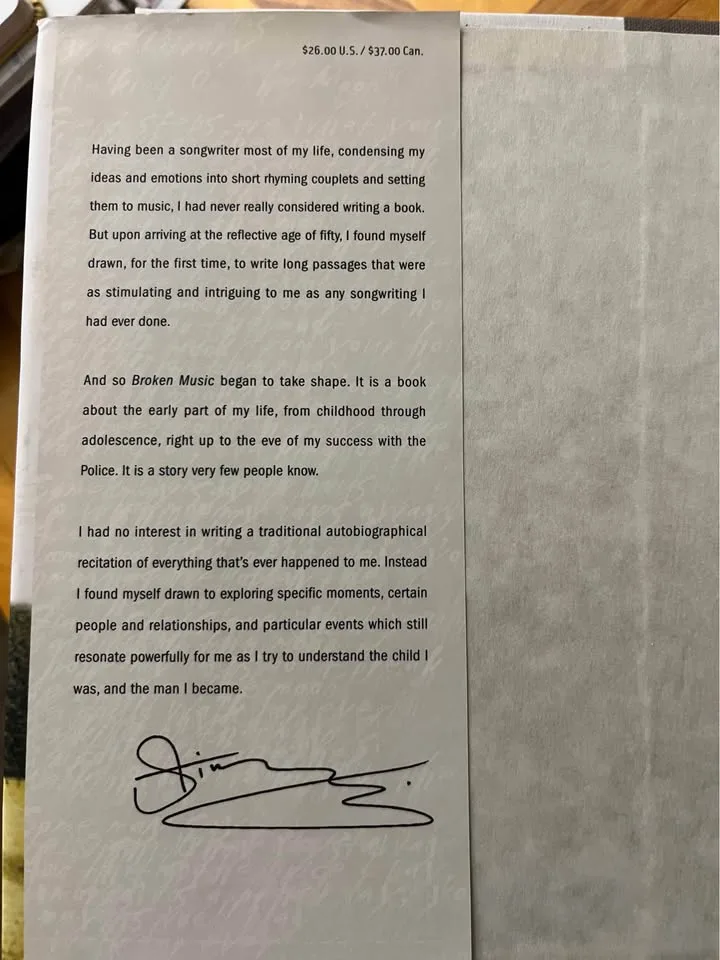 $26.00 U.S. / $37.00 Can.
Having been a songwriter most of my life, condensing my
ideas and emotions into short rhyming couplets and setting
them to music, I had never really considered writing a book.
But upon arriving at the reflective age of fifty, I found myself
drawn, for the first time, to write long passages that were
as stimulating and intriguing to me as any songwriting I
had ever done.
And so Broken Music began to take shape. It is a book
about the early part of my life, from childhood through
adolescence, right up to the eve of my success with the
Police. It is a story very few people know.
I had no interest in writing a traditional autobiographical
recitation of everything that's ever happened to me. Instead
I found myself drawn to exploring specific moments, certain
people and relationships, and particular events which still
resonate powerfully for me as I try to understand the child I
was, and the man I became.